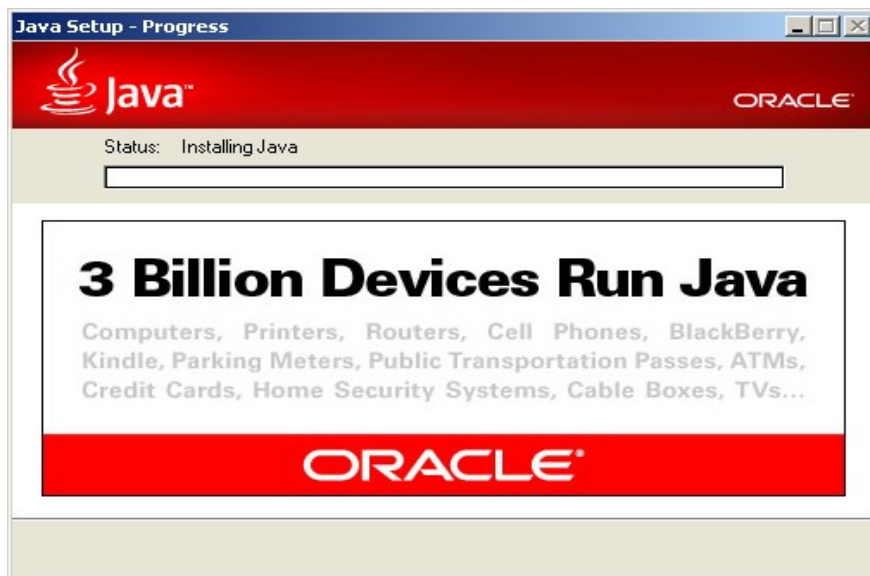 Java Setup - Progress
Java™
ORACLE®
Status: Installing Java
3 Billion Devices Run Java
Computers, Printers, Routers, Cell Phones, BlackBerry,
Kindle, Parking Meters, Public Transportation Passes, ATMs,
Credit Cards, Home Security Systems, Cable Boxes, TVs...
ORACLE®